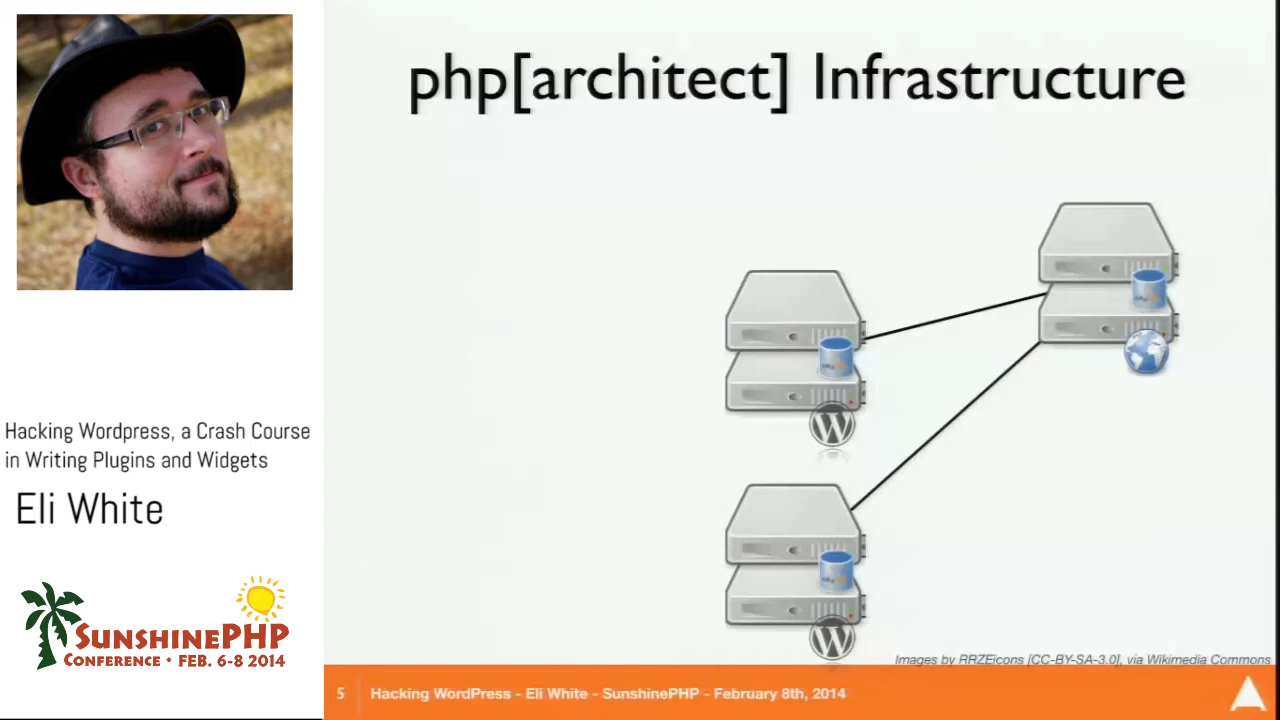 php[architect] Infrastructure
Hacking Wordpress, a Crash Course
in Writing Plugins and Widgets
Eli White
SunshinePHP
Conference • Feb. 6-8 2014
Images by RRZEicons [CC-BY-SA-3.0], via Wikimedia Commons
5 Hacking WordPress - Eli White - SunshinePHP - February 8th, 2014